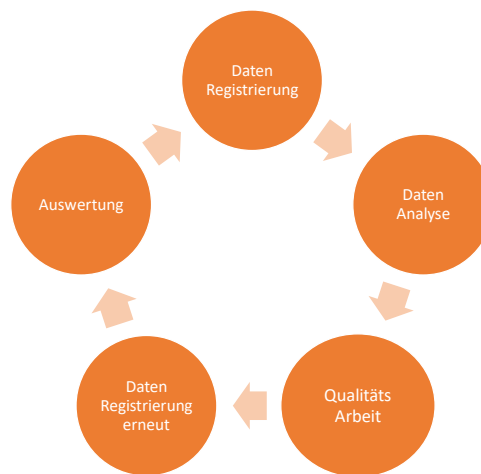 Daten
Registrierung
Daten
Analyse
Qualitäts
Arbeit
Daten
Registrierung
erneut
Auswertung